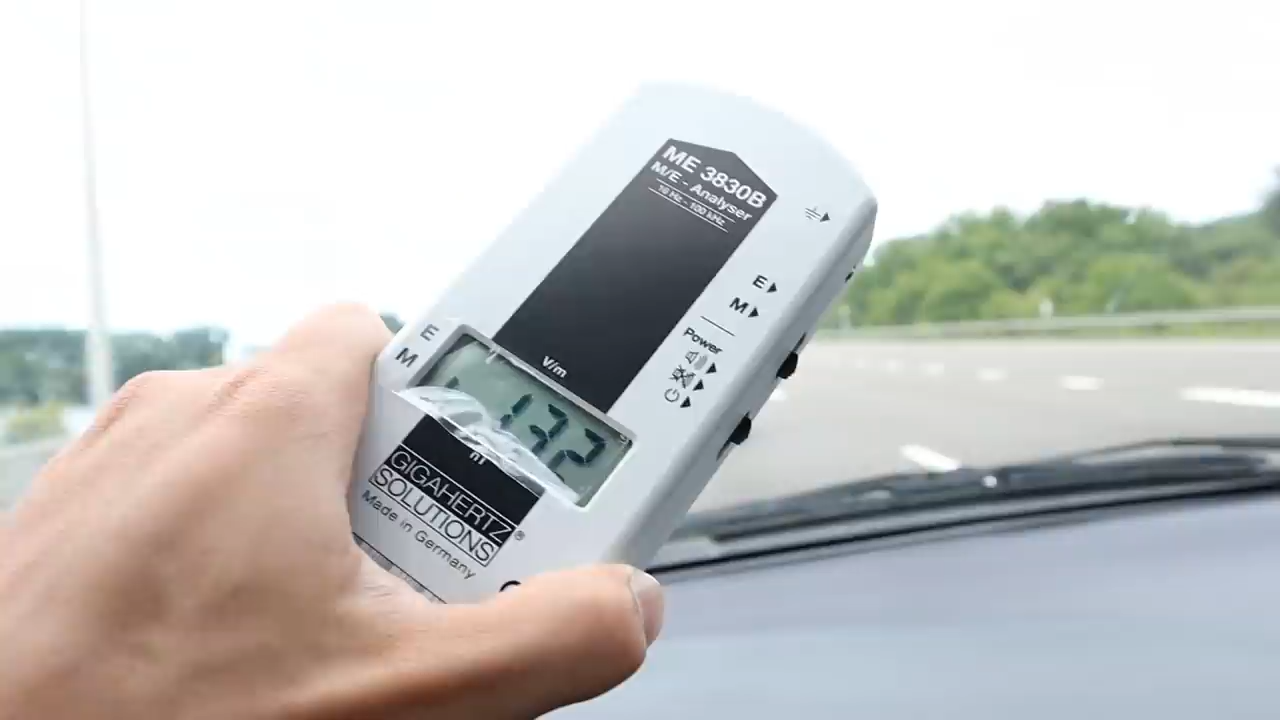 ME 3830B
M/E - Analyser
16 Hz - 100 kHz
E
M
Power
E
M
V/m
132
nT
GIGAHERTZ
SOLUTIONS®
Made in Germany